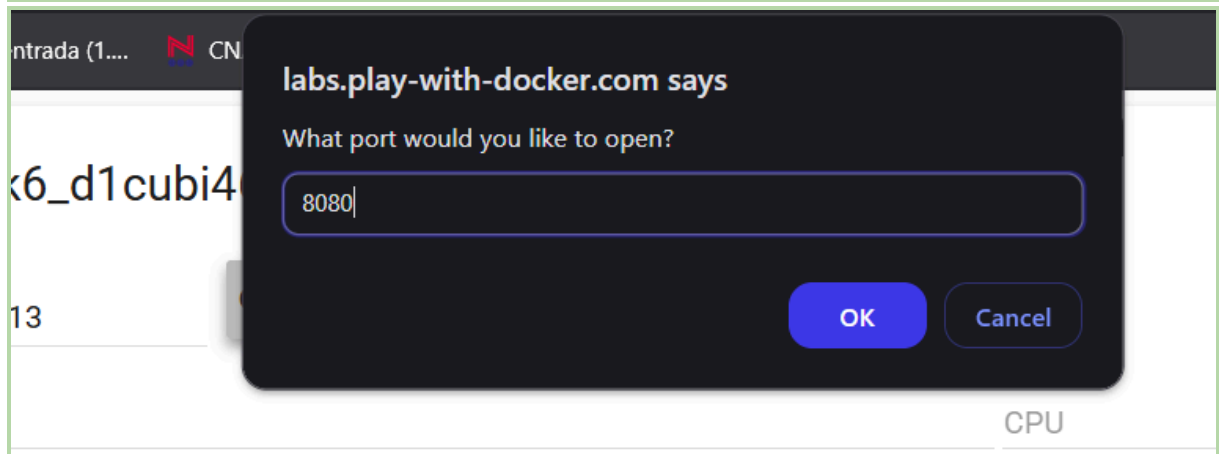 ntrada (1.... CN
labs.play-with-docker.com says
What port would you like to open?
k6_d1cubi4
8080
13
OK Cancel
CPU